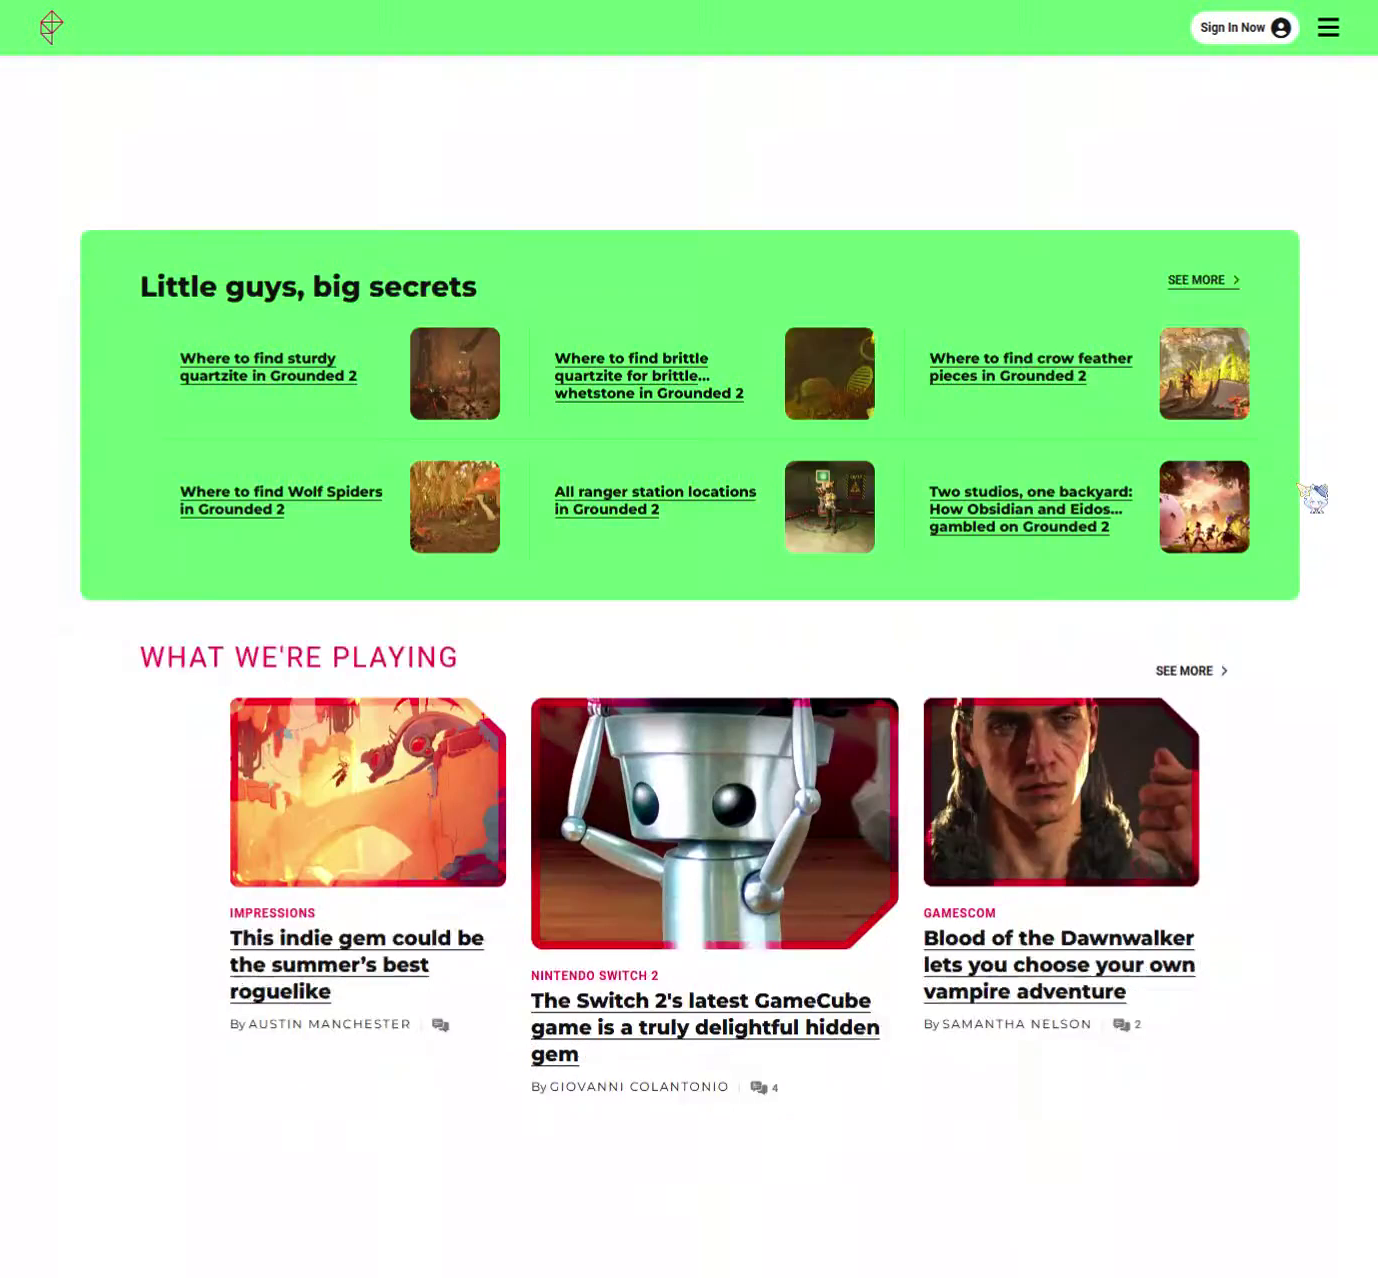 Sign In Now
Little guys, big secrets
SEE MORE
Where to find sturdy
quartzite in Grounded 2
Where to find brittle
quartzite for brittle...
whetstone in Grounded 2
Where to find crow feather
pieces in Grounded 2
Where to find Wolf Spiders
in Grounded 2
All ranger station locations
in Grounded 2
Two studios, one backyard:
How Obsidian and Eidos...
gambled on Grounded 2
WHAT WE'RE PLAYING
SEE MORE
IMPRESSIONS
This indie gem could be
the summer’s best
roguelike
By AUSTIN MANCHESTER
NINTENDO SWITCH 2
The Switch 2's latest GameCube
game is a truly delightful hidden
gem
By GIOVANNI COLANTONIO
4
GAMESCOM
Blood of the Dawnwalker
lets you choose your own
vampire adventure
By SAMANTHA NELSON
2